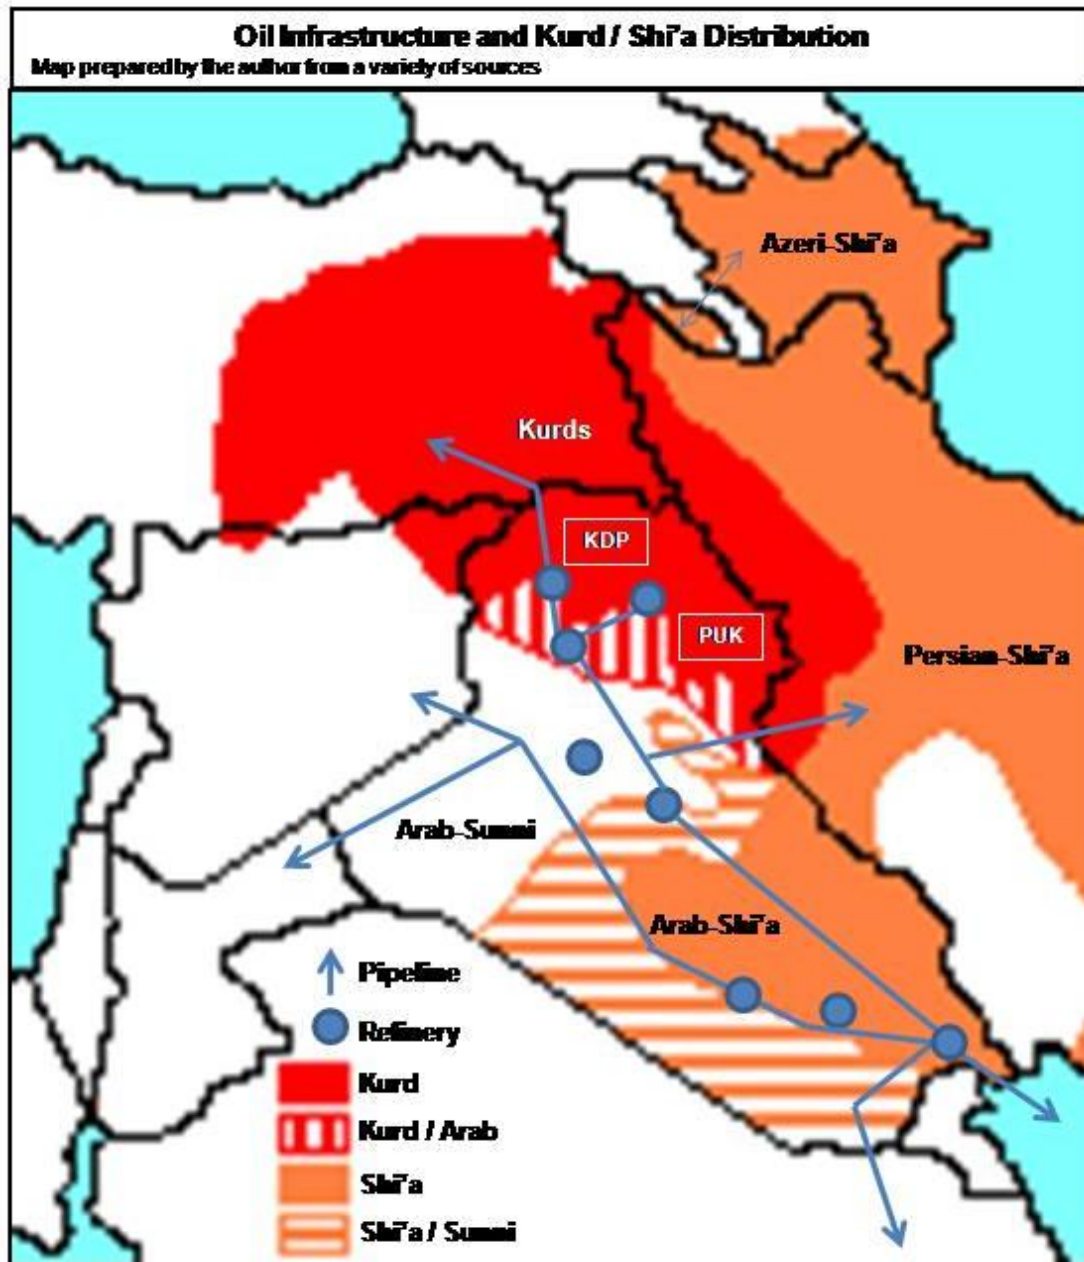 Oil Infrastructure and Kurd / Shi'a Distribution
Map prepared by the author from a variety of sources
Azeri-Shi'a
Kurds
KDP
PUK
Persian-Shi'a
Arab-Sunni
Arab-Shi'a
Pipeline
Refinery
Kurd
Kurd / Arab
Shi'a
Shi'a / Sunni